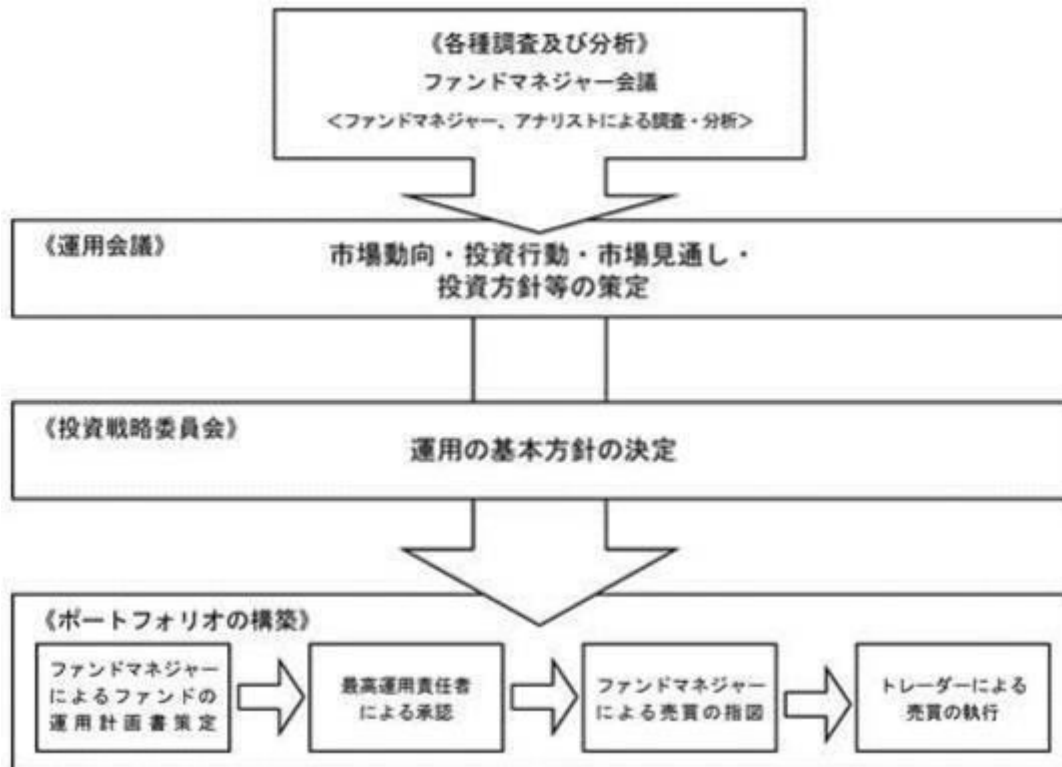 《各種調査及び分析》
ファンドマネジャー会議
<ファンドマネジャー、アナリストによる調査・分析>
《運用会議》
市場動向・投資行動・市場見通し・
投資方針等の策定
《投資戦略委員会》
運用の基本方針の決定
《ポートフォリオの構築》
ファンドマネジャー
によるファンドの
運用計画書策定
最高運用責任者
による承認
ファンドマネジャー
による売買の指図
トレーダーによる
売買の執行